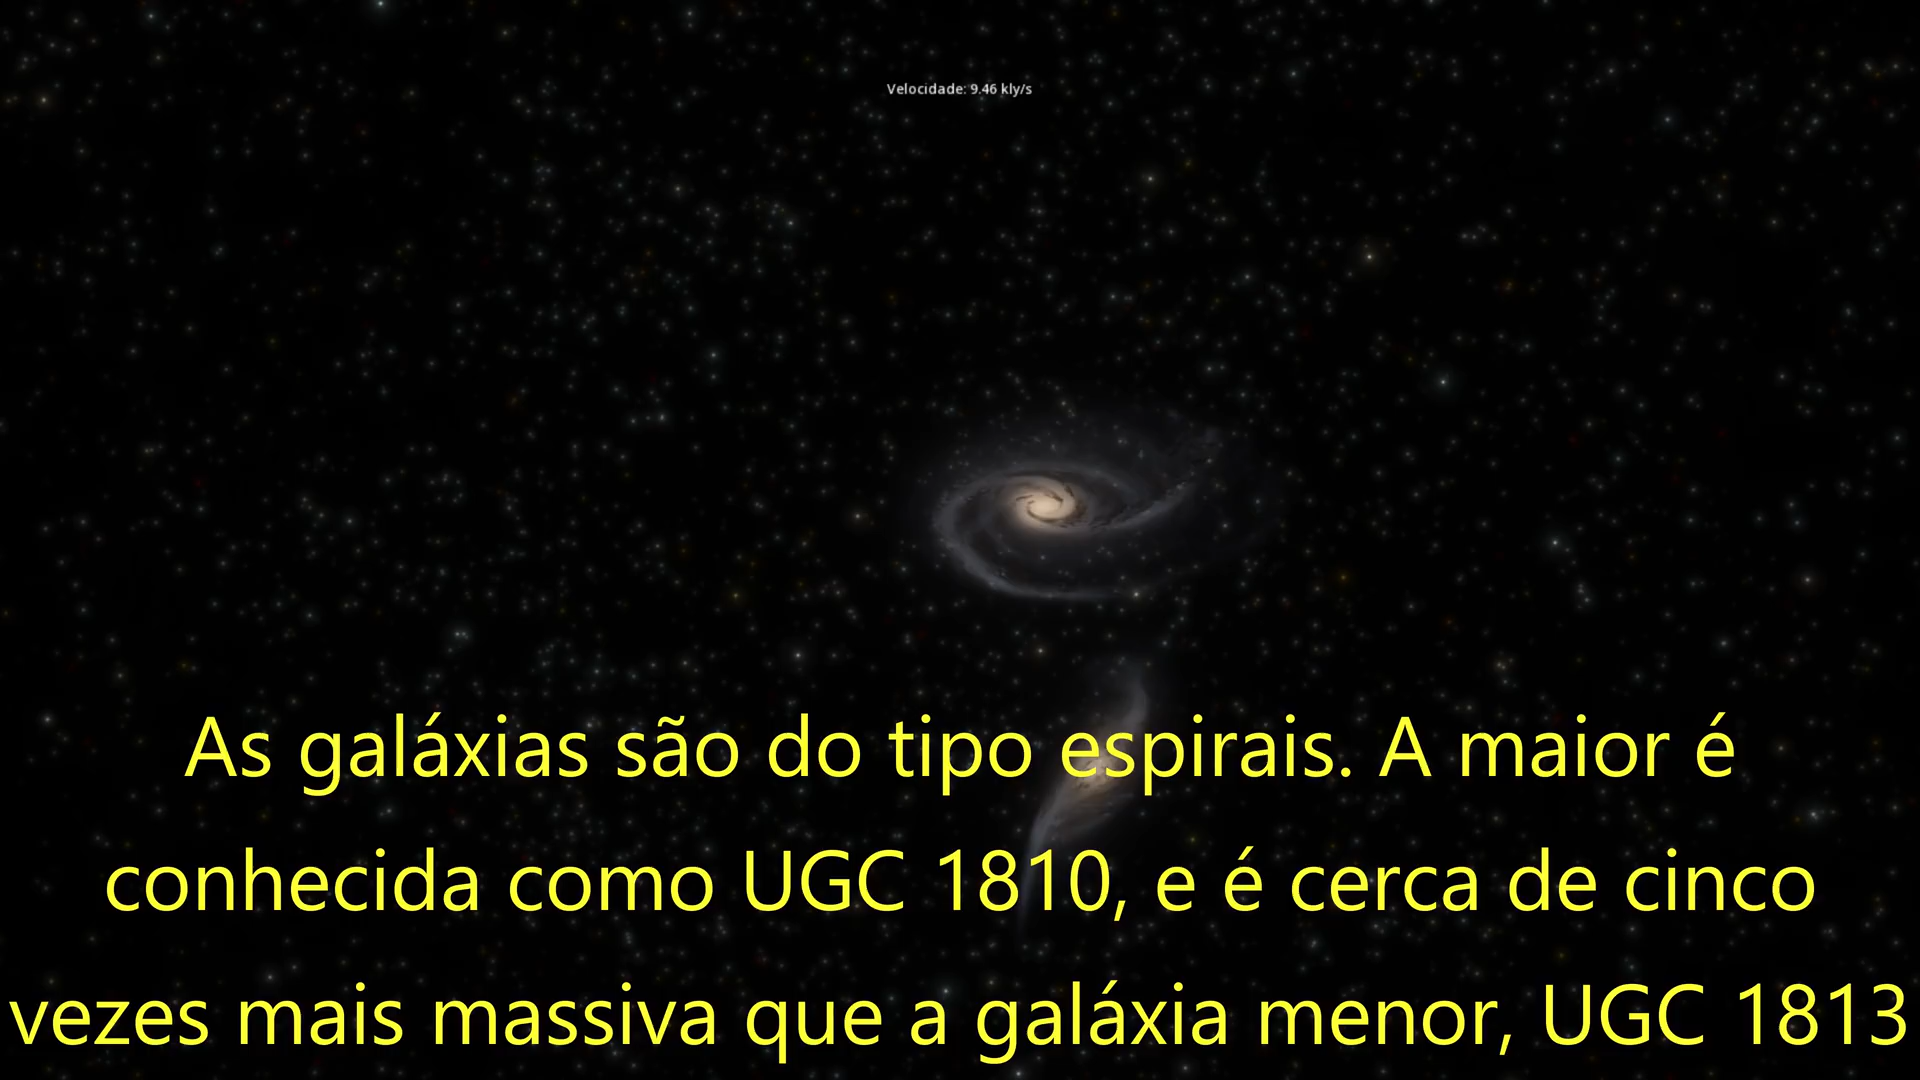 Velocidade: 9.46 kly/s
As galáxias são do tipo espirais. A maior é
conhecida como UGC 1810, e é cerca de cinco
vezes mais massiva que a galáxia menor, UGC 1813